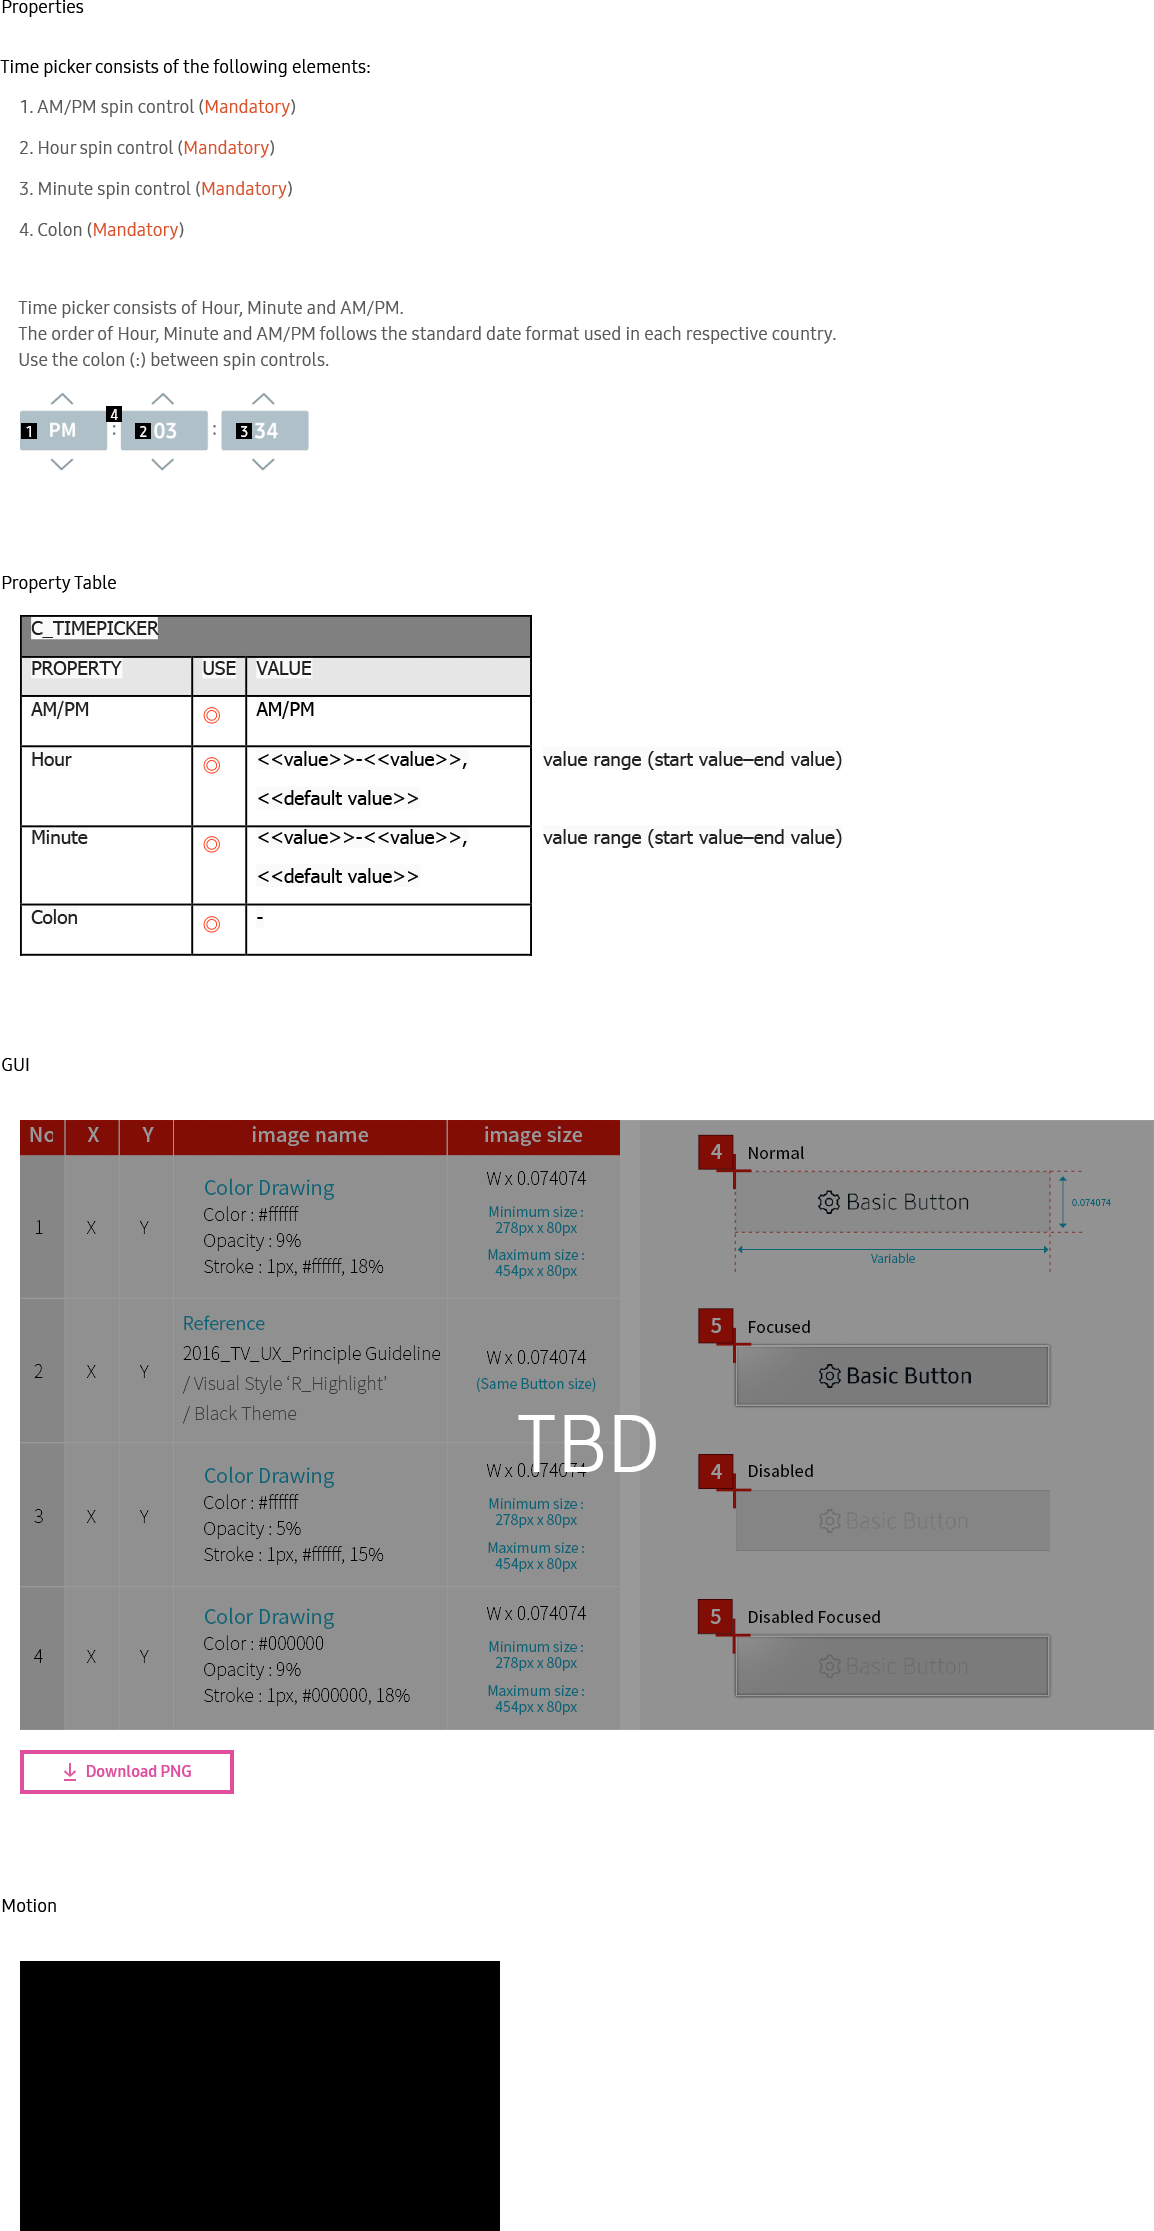 Properties
Time picker consists of the following elements:
1. AM/PM spin control (Mandatory)
2. Hour spin control (Mandatory)
3. Minute spin control (Mandatory)
4. Colon (Mandatory)
Time picker consists of Hour, Minute and AM/PM.
The order of Hour, Minute and AM/PM follows the standard date format used in each respective country.
Use the colon (:) between spin controls.
1 PM 4 : 2 03 : 3 34
Property Table
C_TIMEPICKER
PROPERTY USE VALUE
AM/PM ◎ AM/PM
Hour ◎ <<value>>-<<value>>, value range (start value–end value)
<<default value>>
Minute ◎ <<value>>-<<value>>, value range (start value–end value)
<<default value>>
Colon ◎ -
GUI
No X Y image name image size
1 X Y
Color Drawing
Color : #ffffff
Opacity : 9%
Stroke : 1px, #ffffff, 18%
W x 0.074074
Minimum size :
278px x 80px
Maximum size :
454px x 80px
2 X Y
Reference
2016_TV_UX_Principle Guideline
/ Visual Style ‘R_Highlight’
/ Black Theme
W x 0.074074
(Same Button size)
TBD
3 X Y
Color Drawing
Color : #ffffff
Opacity : 5%
Stroke : 1px, #ffffff, 15%
W x 0.074074
Minimum size :
278px x 80px
Maximum size :
454px x 80px
4 X Y
Color Drawing
Color : #000000
Opacity : 9%
Stroke : 1px, #000000, 18%
W x 0.074074
Minimum size :
278px x 80px
Maximum size :
454px x 80px
4 Normal
Basic Button
0.074074
Variable
5 Focused
Basic Button
4 Disabled
Basic Button
5 Disabled Focused
Basic Button
Download PNG
Motion